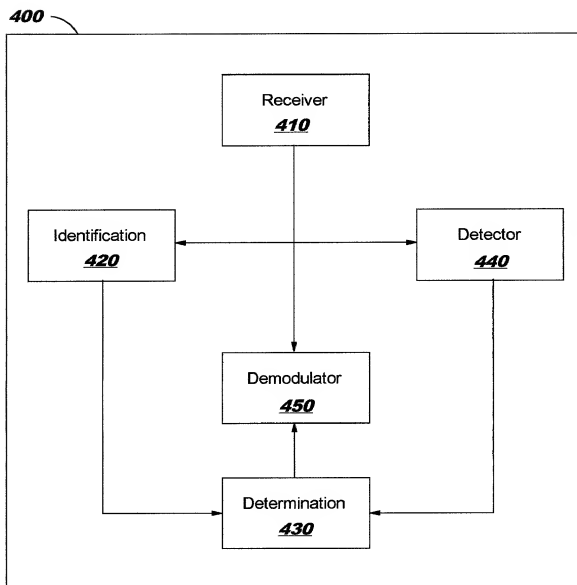 400
Receiver
410
Identification
420
Detector
440
Demodulator
450
Determination
430